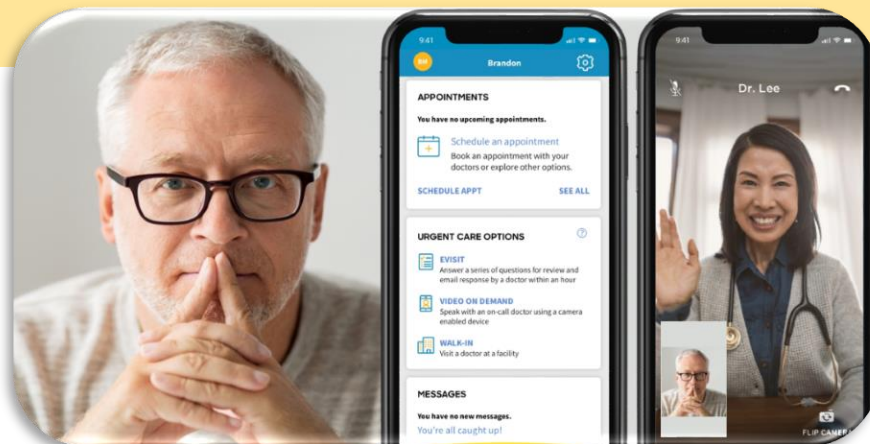 9:41
BH
Brandon
APPOINTMENTS
You have no upcoming appointments.
Schedule an appointment
Book an appointment with your
doctors or explore other options.
SCHEDULE APPT SEE ALL
URGENT CARE OPTIONS ?
EVISIT
Answer a series of questions for review and
email response by a doctor within an hour
VIDEO ON DEMAND
Speak with an on-call doctor using a camera
enabled device
WALK-IN
Visit a doctor at a facility
MESSAGES
You have no new messages.
You're all caught up!
9:41
Dr. Lee
FLIP CAMERA